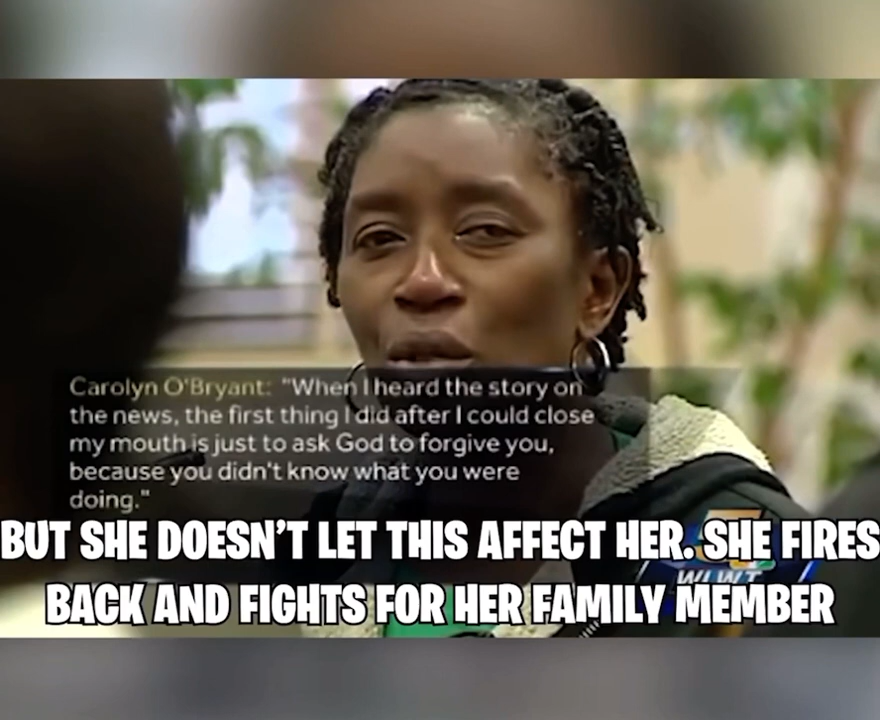 Carolyn O'Bryant: "When I heard the story on
the news, the first thing I did after I could close
my mouth is just to ask God to forgive you,
because you didn't know what you were
doing."
BUT SHE DOESN'T LET THIS AFFECT HER. SHE FIRES
WLWT
BACK AND FIGHTS FOR HER FAMILY MEMBER